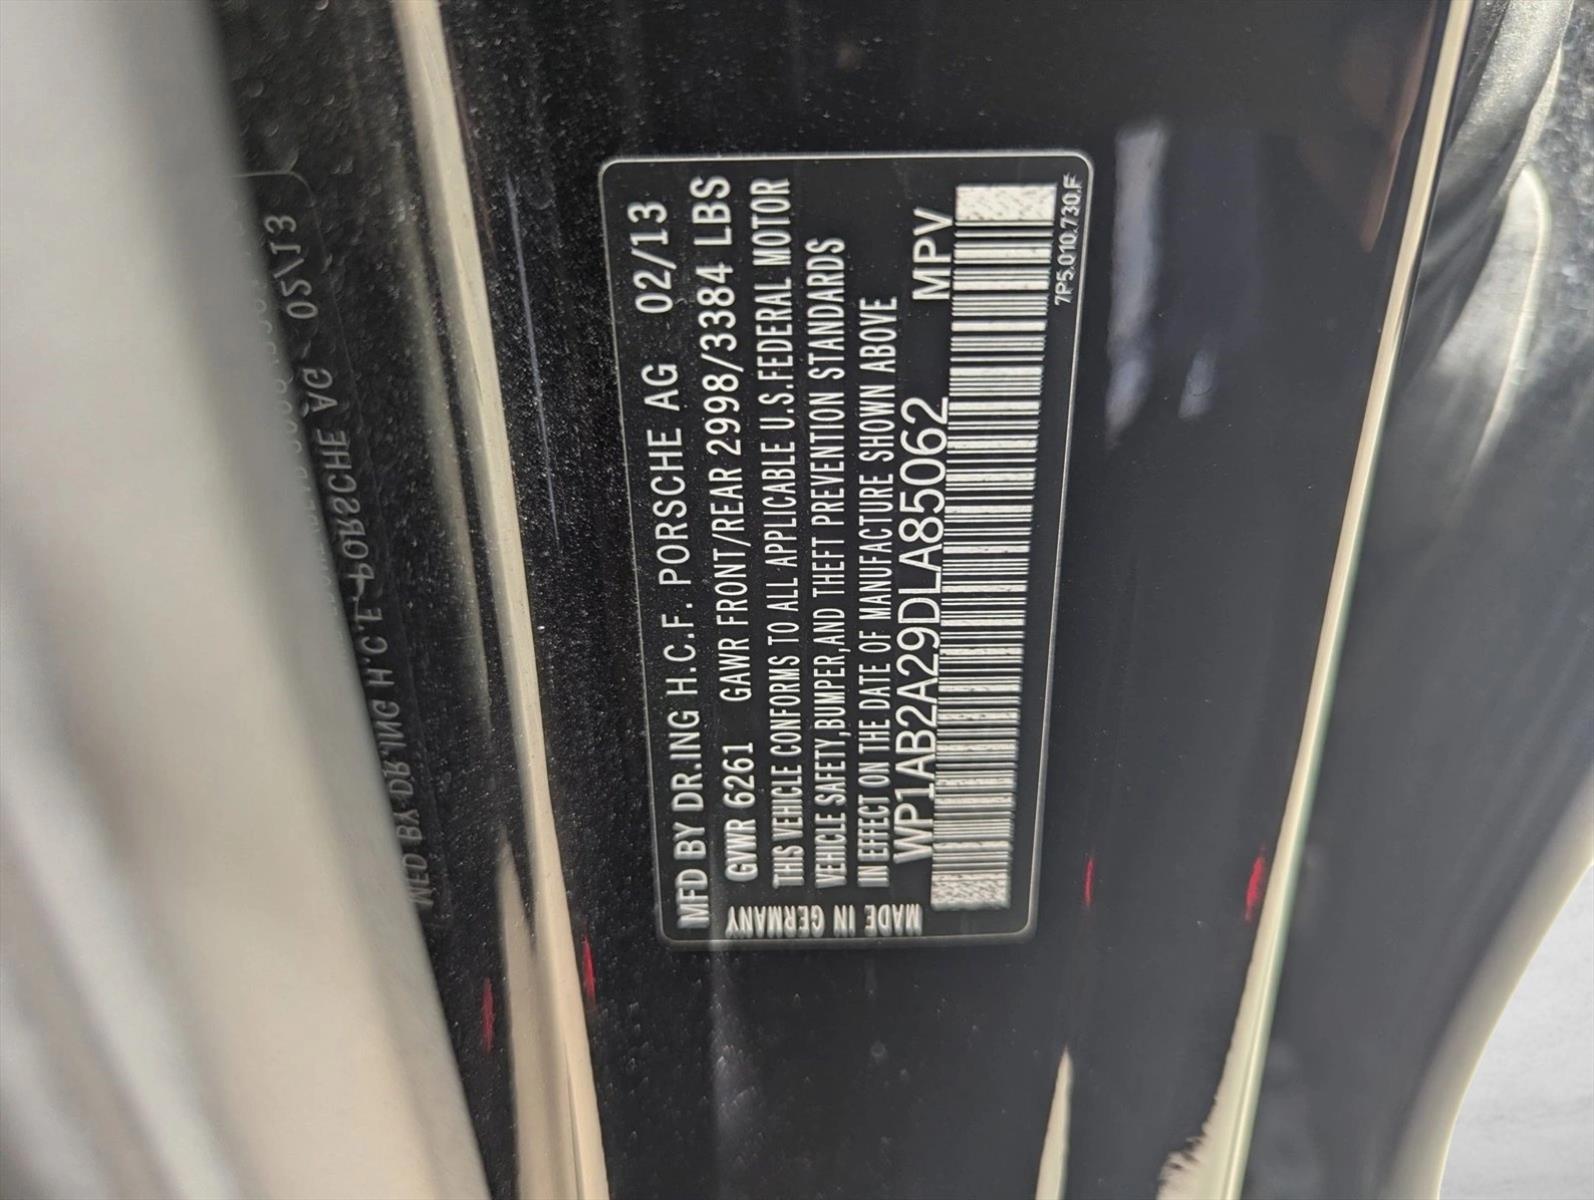 MFD BY DR.ING H.C.F. PORSCHE AG 02/13
GVWR 6261 GAWR FRONT/REAR 2998/3384 LBS
THIS VEHICLE CONFORMS TO ALL APPLICABLE U.S.FEDERAL MOTOR
VEHICLE SAFETY,BUMPER,AND THEFT PREVENTION STANDARDS
IN EFFECT ON THE DATE OF MANUFACTURE SHOWN ABOVE
WP1AB2A29DLA85062 MPV
7P5.010.730.F
MADE IN GERMANY